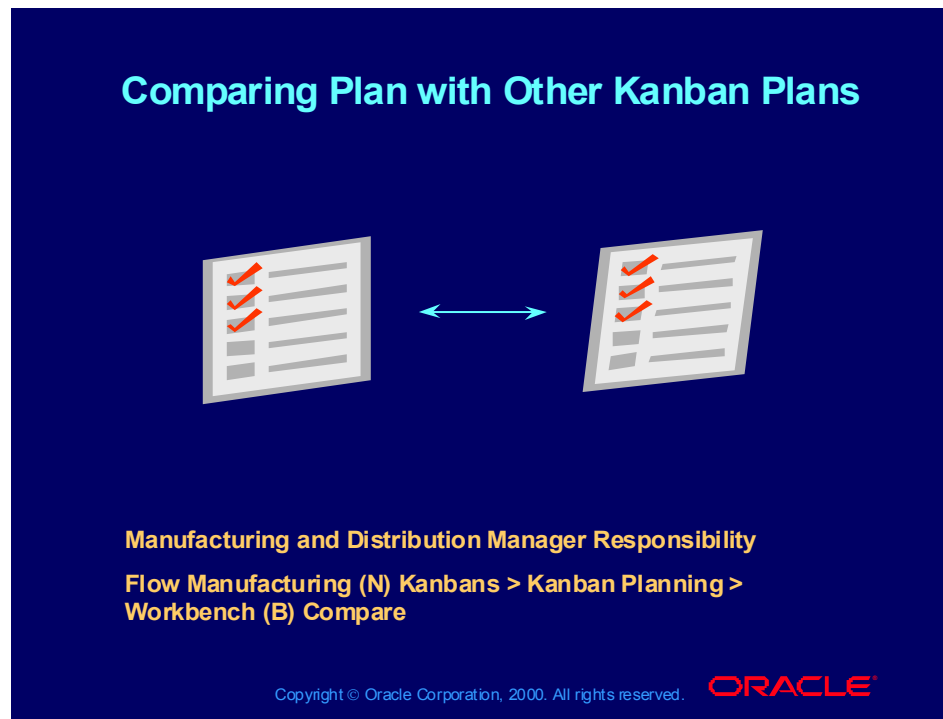 Comparing Plan with Other Kanban Plans
Manufacturing and Distribution Manager Responsibility
Flow Manufacturing (N) Kanbans > Kanban Planning >
Workbench (B) Compare
Copyright © Oracle Corporation, 2000. All rights reserved.
ORACLE®